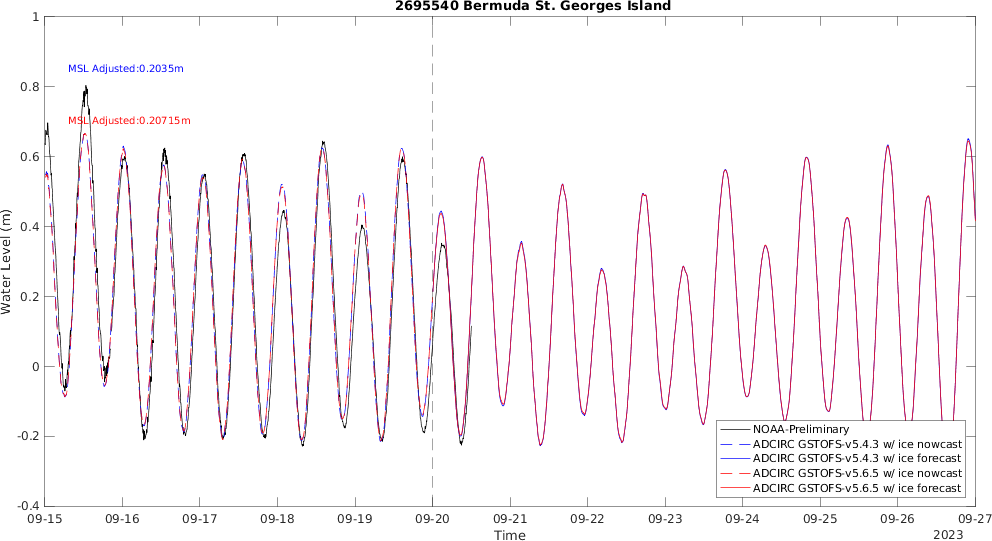 2695540 Bermuda St. Georges Island
1
MSL Adjusted:0.2035m
0.8
MSL Adjusted:0.20715m
0.6
0.4
Water Level (m)
0.2
0
-0.2
-0.4
NOAA-Preliminary
ADCIRC GSTOFS-v5.4.3 w/ ice nowcast
ADCIRC GSTOFS-v5.4.3 w/ ice forecast
ADCIRC GSTOFS-v5.6.5 w/ ice nowcast
ADCIRC GSTOFS-v5.6.5 w/ ice forecast
09-15 09-16 09-17 09-18 09-19 09-20 09-21 09-22 09-23 09-24 09-25 09-26 09-27
Time
2023